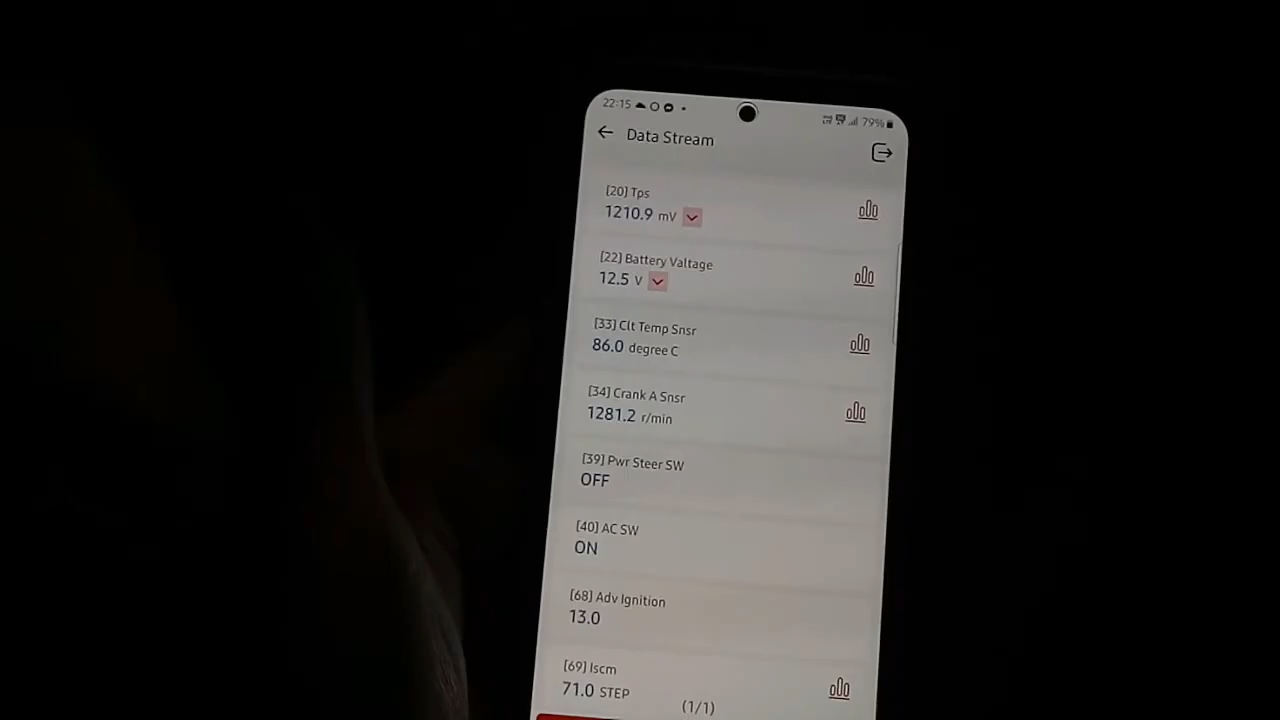 22:15
79%
Data Stream
[20] Tps
1210.9 mV
[22] Battery Valtage
12.5 V
[33] Clt Temp Snsr
86.0 degree C
[34] Crank A Snsr
1281.2 r/min
[39] Pwr Steer SW
OFF
[40] AC SW
ON
[68] Adv Ignition
13.0
[69] Iscm
71.0 STEP
(1/1)